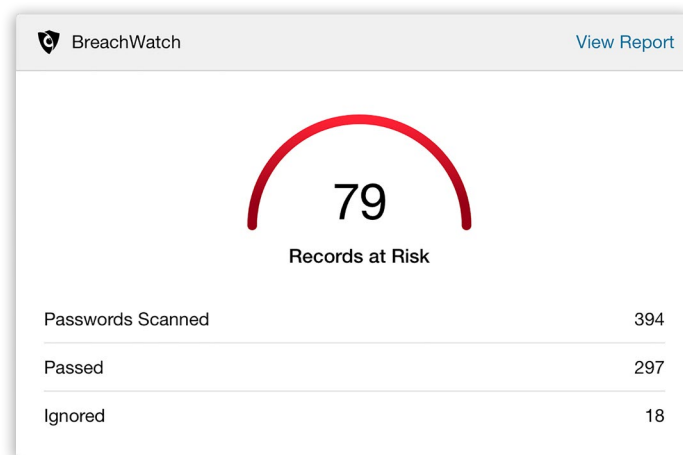 BreachWatch View Report
79
Records at Risk
Passwords Scanned 394
Passed 297
Ignored 18